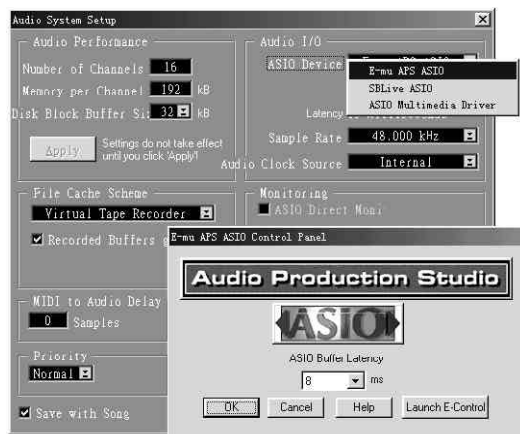 Audio System Setup
Audio Performance
Number of Channels 16
Memory per Channel 192 kB
Disk Block Buffer Si: 32 kB
Apply
Settings do not take effect
until you click 'Apply'!
File Cache Scheme
Virtual Tape Recorder
Recorded Buffers g
MIDI to Audio Delay
0 Samples
Priority
Normal
Save with Song
Audio I/O
ASIO Device
E-mu APS ASIO
SBLive ASIO
ASIO Multimedia Driver
Latency
Sample Rate 48.000 kHz
Audio Clock Source Internal
Monitoring
ASIO Direct Moni
E-mu APS ASIO Control Panel
Audio Production Studio
ASIO
ASIO Buffer Latency
8 ms
OK Cancel Help Launch E-Control